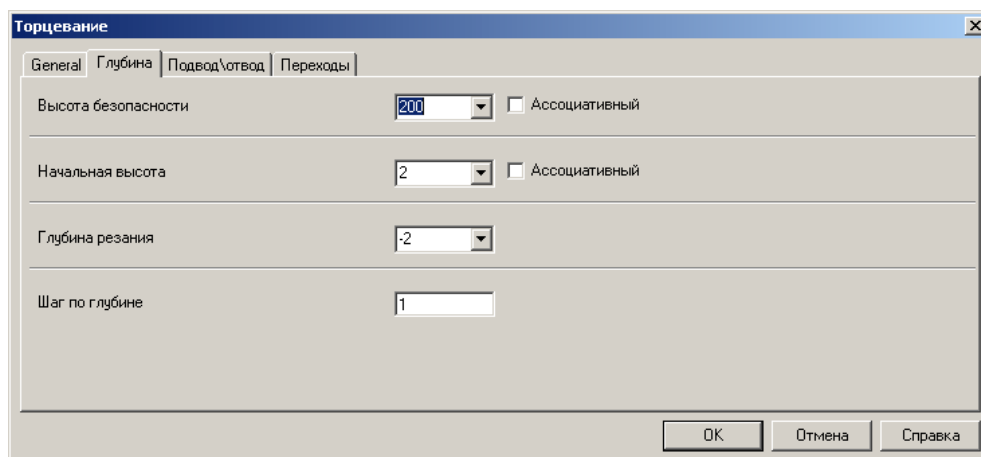 Торцевание
General Глубина Подвод\отвод Переходы
Высота безопасности 200 Ассоциативный
Начальная высота 2 Ассоциативный
Глубина резания -2
Шаг по глубине 1
OK Отмена Справка